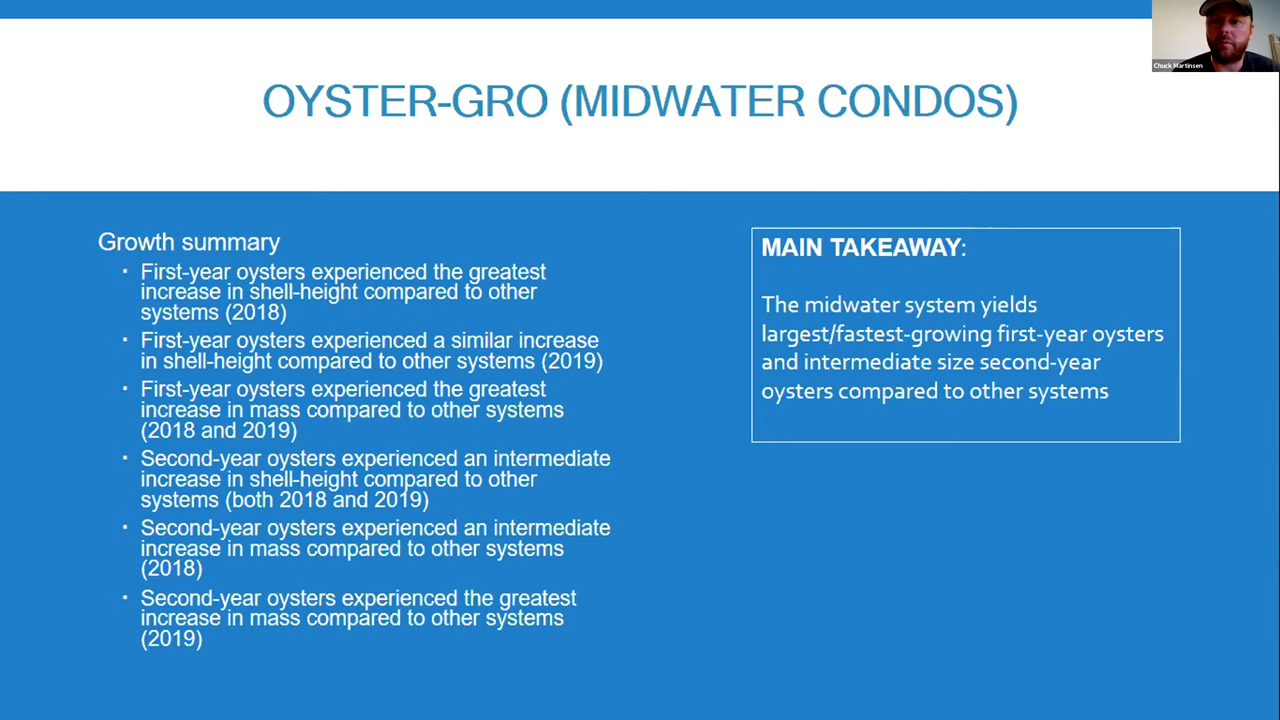 Chuck Martinsen
OYSTER-GRO (MIDWATER CONDOS)
Growth summary
· First-year oysters experienced the greatest
increase in shell-height compared to other
systems (2018)
· First-year oysters experienced a similar increase
in shell-height compared to other systems (2019)
· First-year oysters experienced the greatest
increase in mass compared to other systems
(2018 and 2019)
· Second-year oysters experienced an intermediate
increase in shell-height compared to other
systems (both 2018 and 2019)
· Second-year oysters experienced an intermediate
increase in mass compared to other systems
(2018)
· Second-year oysters experienced the greatest
increase in mass compared to other systems
(2019)
MAIN TAKEAWAY:
The midwater system yields
largest/fastest-growing first-year oysters
and intermediate size second-year
oysters compared to other systems